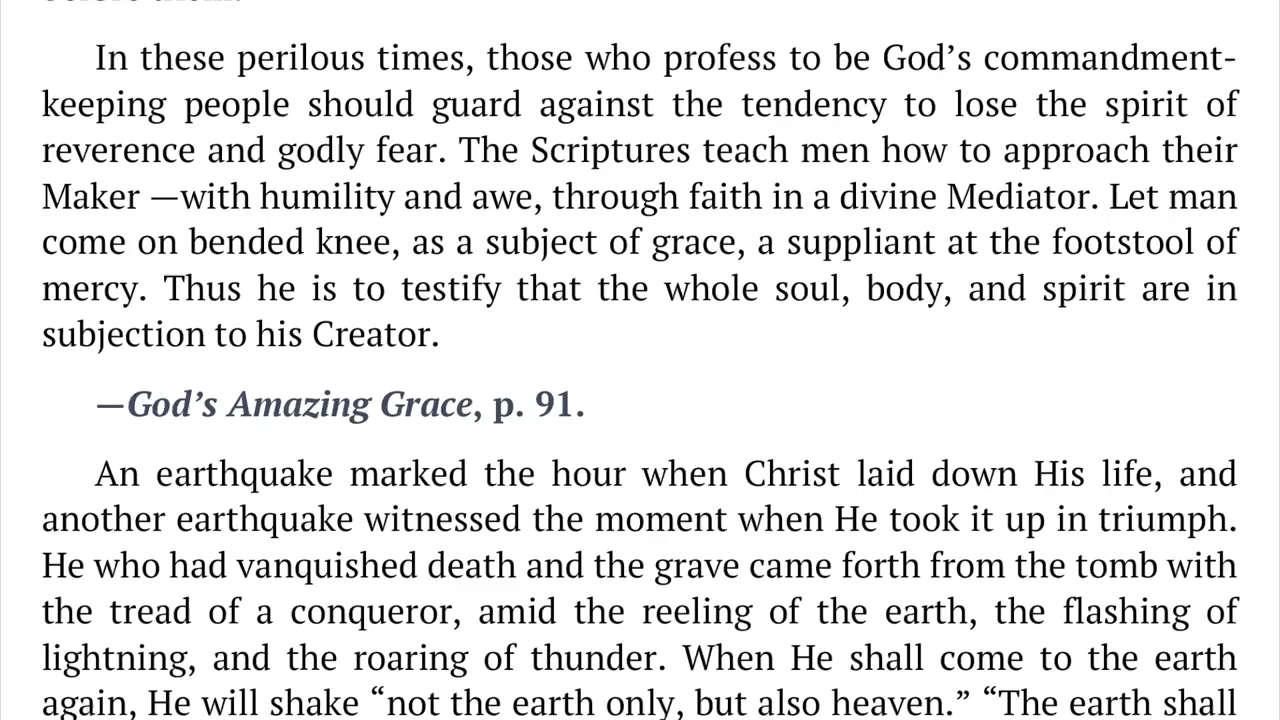 In these perilous times, those who profess to be God’s commandment-
keeping people should guard against the tendency to lose the spirit of
reverence and godly fear. The Scriptures teach men how to approach their
Maker —with humility and awe, through faith in a divine Mediator. Let man
come on bended knee, as a subject of grace, a suppliant at the footstool of
mercy. Thus he is to testify that the whole soul, body, and spirit are in
subjection to his Creator.
—God’s Amazing Grace, p. 91.
An earthquake marked the hour when Christ laid down His life, and
another earthquake witnessed the moment when He took it up in triumph.
He who had vanquished death and the grave came forth from the tomb with
the tread of a conqueror, amid the reeling of the earth, the flashing of
lightning, and the roaring of thunder. When He shall come to the earth
again, He will shake “not the earth only, but also heaven.” “The earth shall